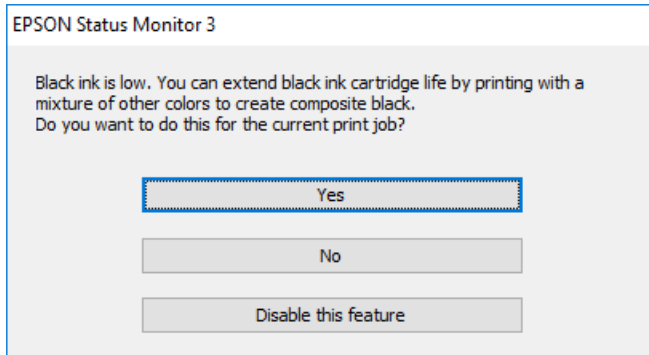 EPSON Status Monitor 3
Black ink is low. You can extend black ink cartridge life by printing with a
mixture of other colors to create composite black.
Do you want to do this for the current print job?
Yes
No
Disable this feature